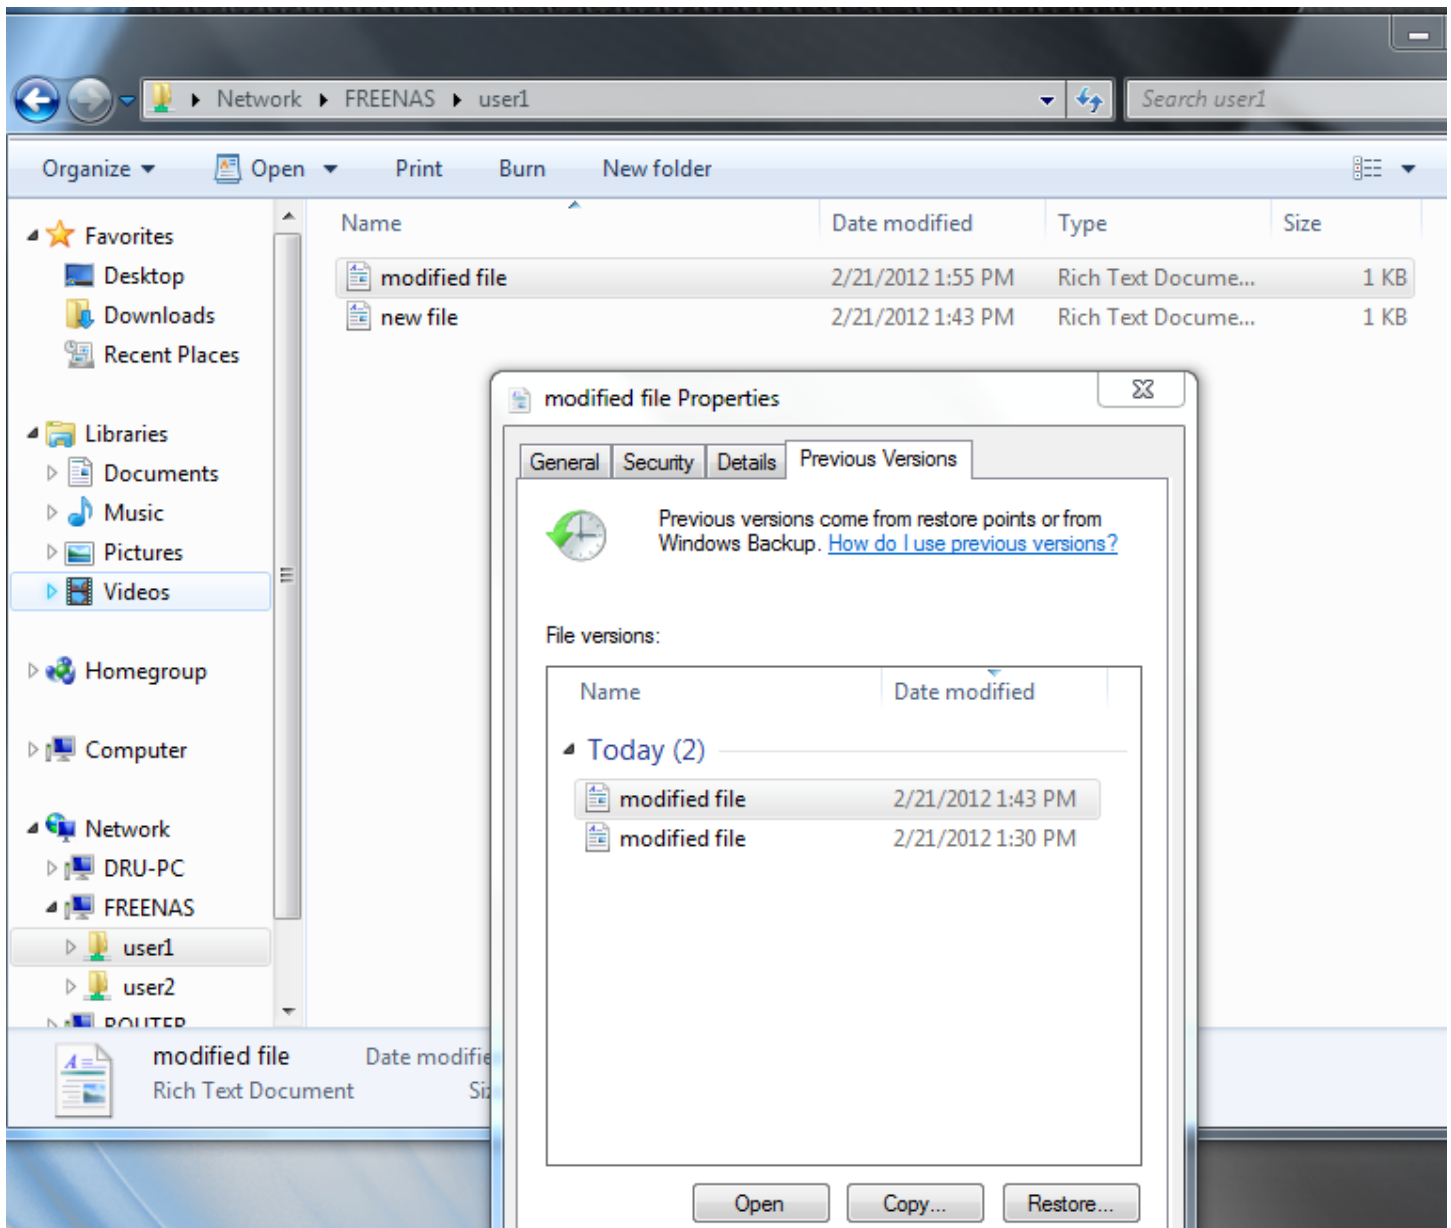 Network ▸ FREENAS ▸ user1
Search user1
Organize Open Print Burn New folder
Name Date modified Type Size
modified file 2/21/2012 1:55 PM Rich Text Docume... 1 KB
new file 2/21/2012 1:43 PM Rich Text Docume... 1 KB
Favorites
Desktop
Downloads
Recent Places
Libraries
Documents
Music
Pictures
Videos
Homegroup
Computer
Network
DRU-PC
FREENAS
user1
user2
ROUTER
modified file Properties
General Security Details Previous Versions
Previous versions come from restore points or from
Windows Backup. How do I use previous versions?
File versions:
Name Date modified
Today (2)
modified file 2/21/2012 1:43 PM
modified file 2/21/2012 1:30 PM
Open Copy... Restore...
modified file Date modifie
Rich Text Document Siz